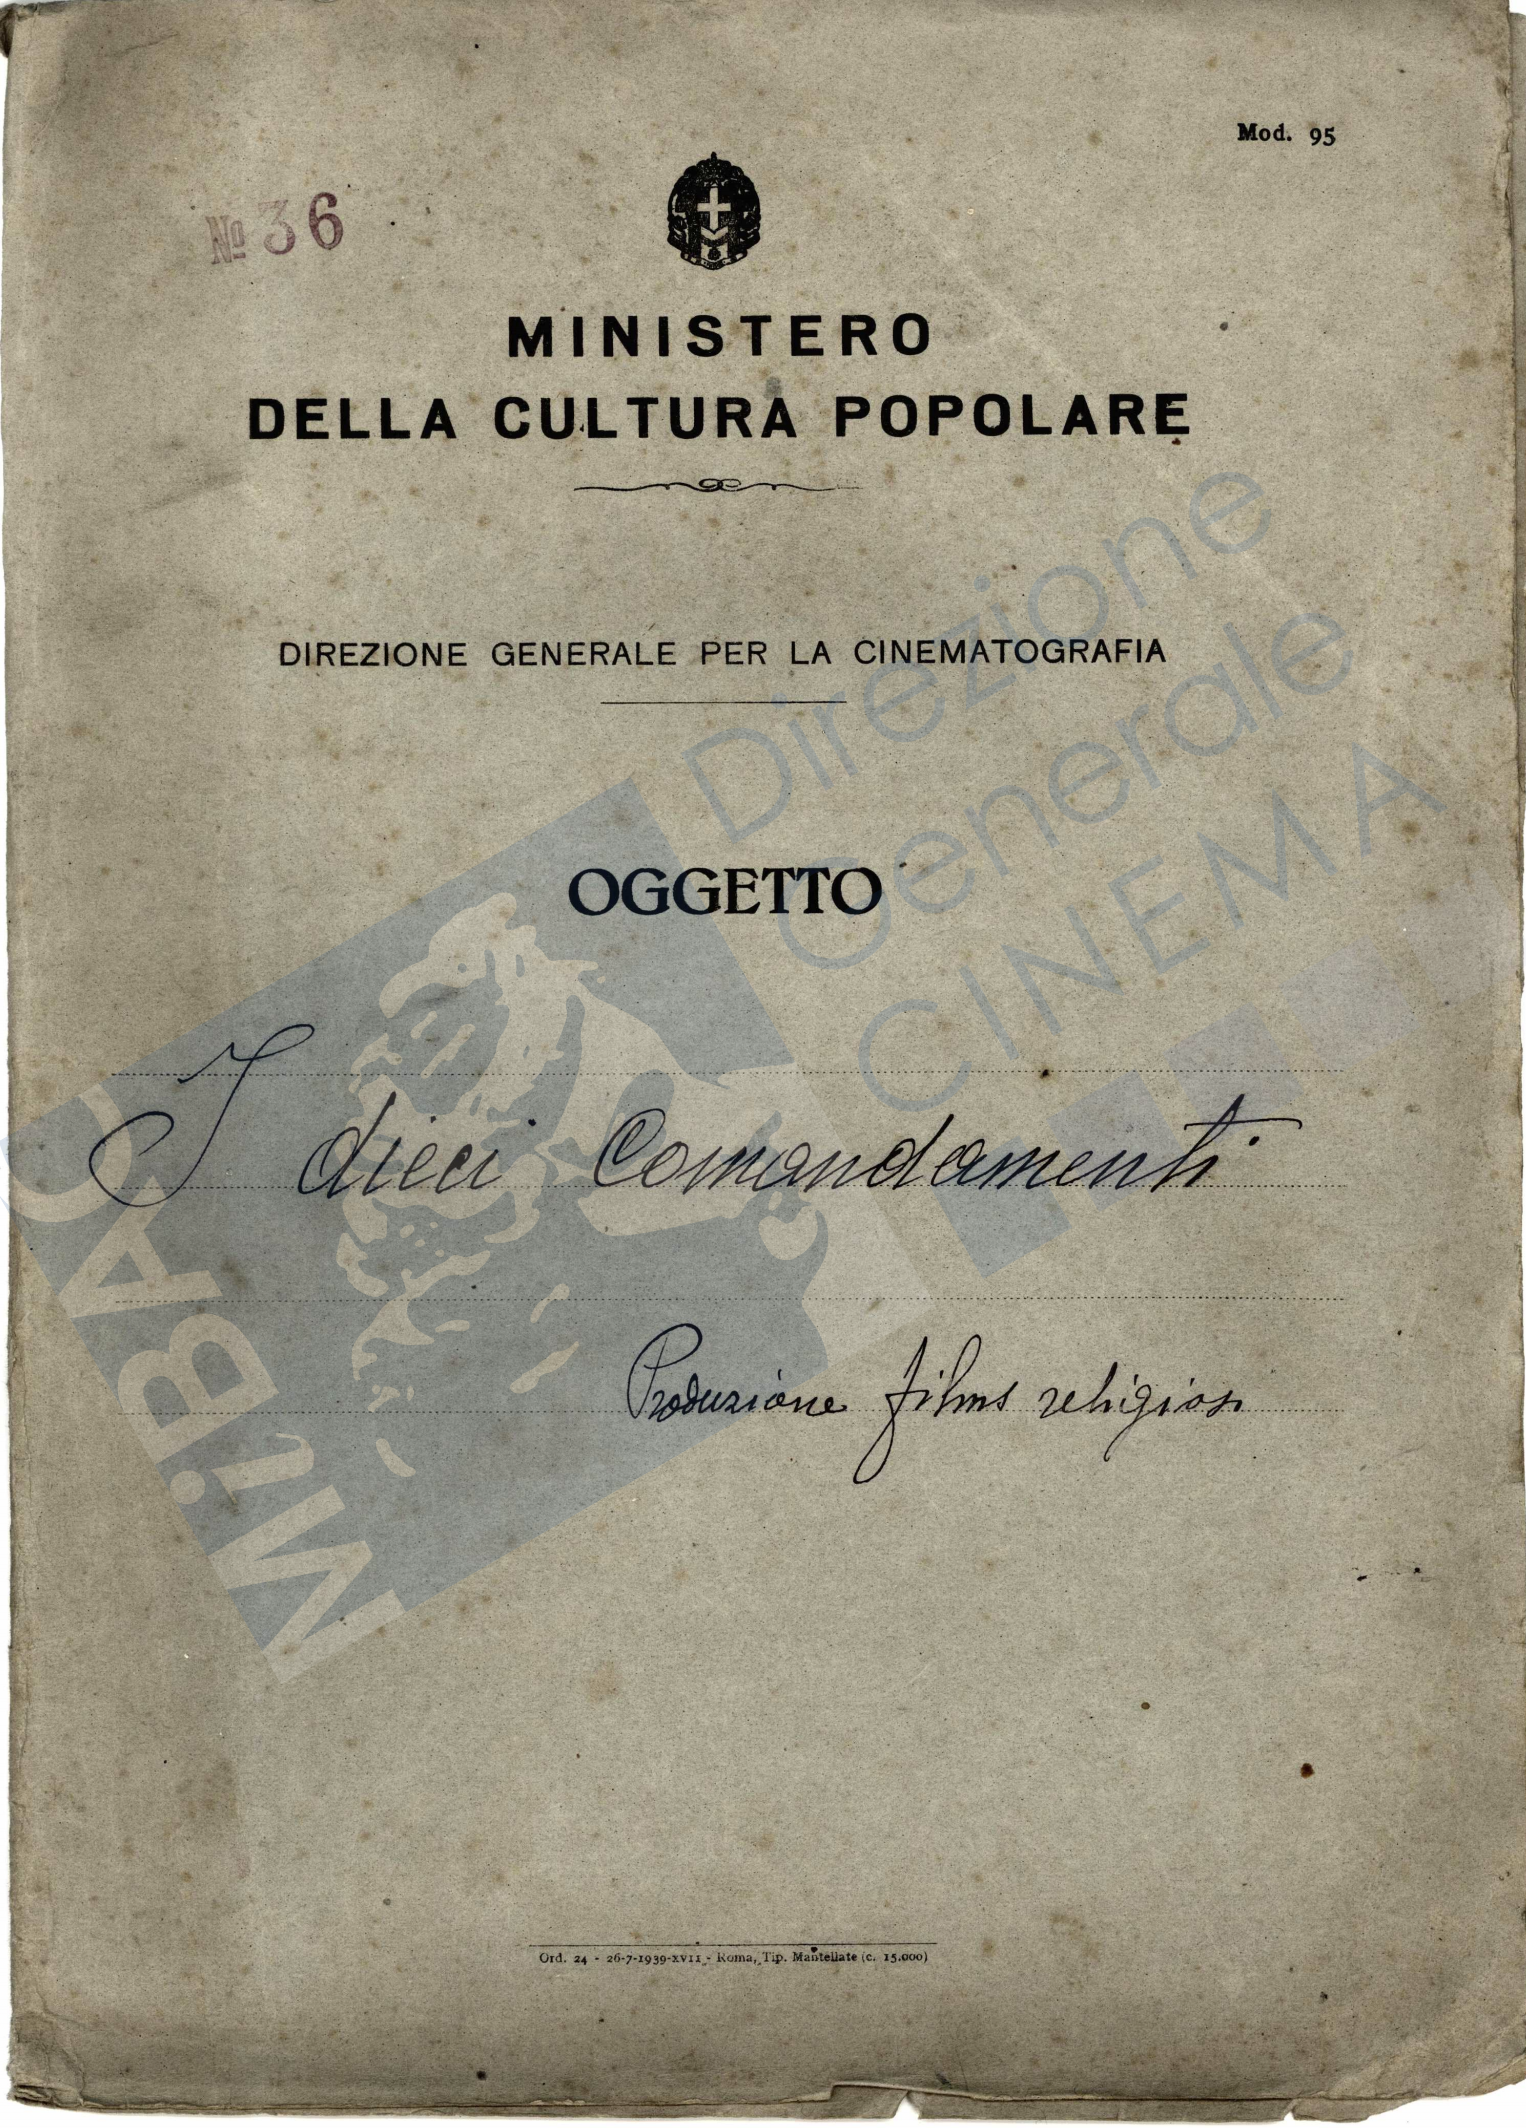 Mod. 95
Nº 36
MINISTERO
DELLA CULTURA POPOLARE
DIREZIONE GENERALE PER LA CINEMATOGRAFIA
OGGETTO
I dieci Comandamenti
Produzione films religiosi
Ord. 24 - 26-7-1939-XVII - Roma, Tip. Mantellate (c. 15.000)
Direzione
Generale
CINEMA
MiBAC